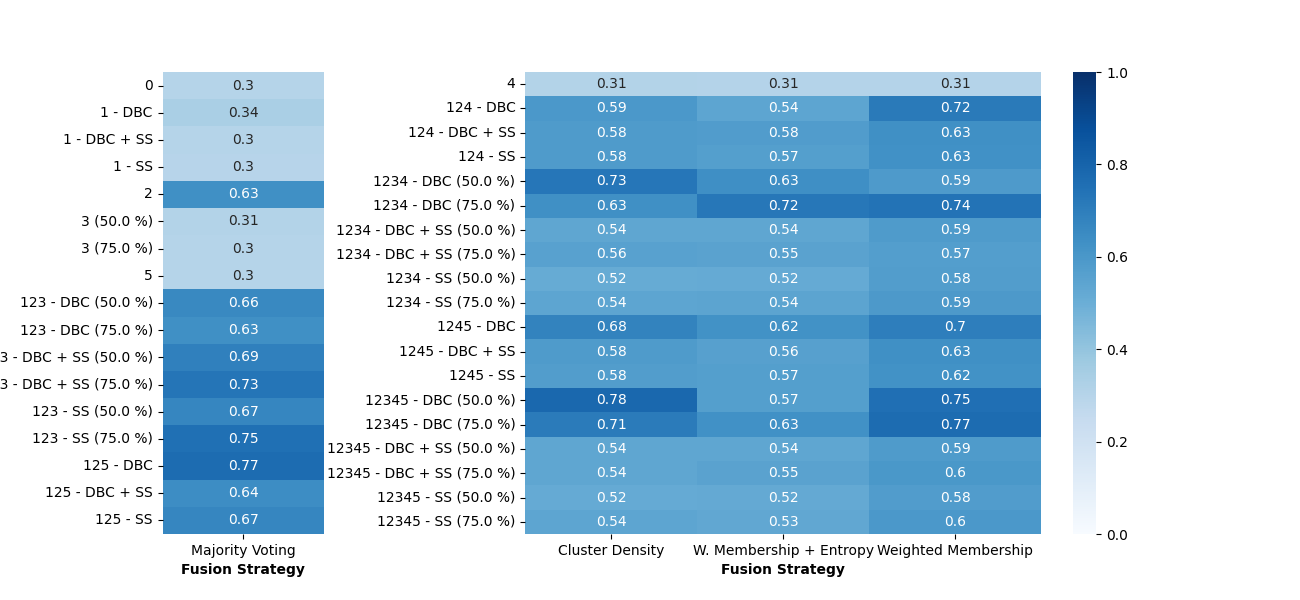 0 0.3
1 - DBC 0.34
1 - DBC + SS 0.3
1 - SS 0.3
2 0.63
3 (50.0 %) 0.31
3 (75.0 %) 0.3
5 0.3
123 - DBC (50.0 %) 0.66
123 - DBC (75.0 %) 0.63
3 - DBC + SS (50.0 %) 0.69
3 - DBC + SS (75.0 %) 0.73
123 - SS (50.0 %) 0.67
123 - SS (75.0 %) 0.75
125 - DBC 0.77
125 - DBC + SS 0.64
125 - SS 0.67
Majority Voting
Fusion Strategy
4 0.31 0.31 0.31
124 - DBC 0.59 0.54 0.72
124 - DBC + SS 0.58 0.58 0.63
124 - SS 0.58 0.57 0.63
1234 - DBC (50.0 %) 0.73 0.63 0.59
1234 - DBC (75.0 %) 0.63 0.72 0.74
1234 - DBC + SS (50.0 %) 0.54 0.54 0.59
1234 - DBC + SS (75.0 %) 0.56 0.55 0.57
1234 - SS (50.0 %) 0.52 0.52 0.58
1234 - SS (75.0 %) 0.54 0.54 0.59
1245 - DBC 0.68 0.62 0.7
1245 - DBC + SS 0.58 0.56 0.63
1245 - SS 0.58 0.57 0.62
12345 - DBC (50.0 %) 0.78 0.57 0.75
12345 - DBC (75.0 %) 0.71 0.63 0.77
12345 - DBC + SS (50.0 %) 0.54 0.54 0.59
12345 - DBC + SS (75.0 %) 0.54 0.55 0.6
12345 - SS (50.0 %) 0.52 0.52 0.58
12345 - SS (75.0 %) 0.54 0.53 0.6
Cluster Density W. Membership + Entropy Weighted Membership
Fusion Strategy
1.0
0.8
0.6
0.4
0.2
0.0